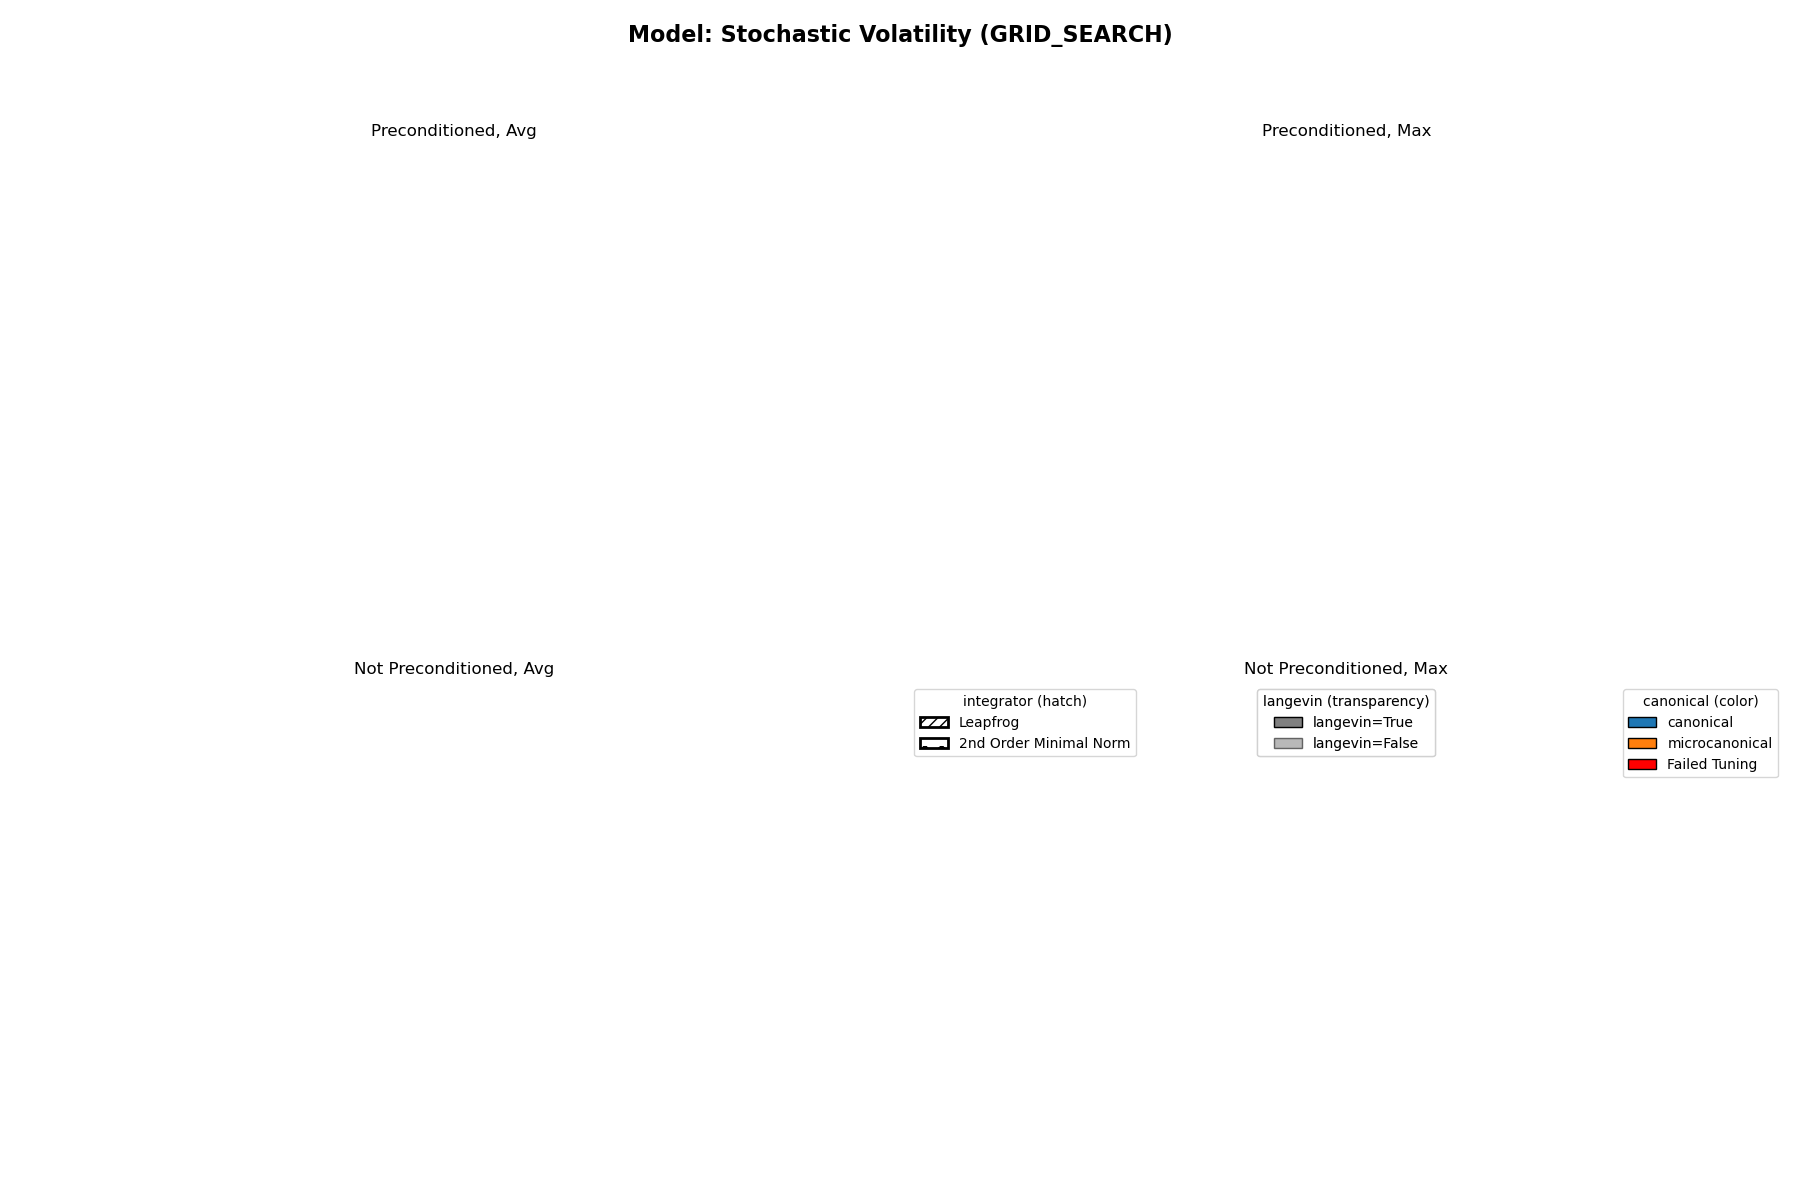 Model: Stochastic Volatility (GRID_SEARCH)
Preconditioned, Avg
Preconditioned, Max
Not Preconditioned, Avg
Not Preconditioned, Max
integrator (hatch)
Leapfrog
2nd Order Minimal Norm
langevin (transparency)
langevin=True
langevin=False
canonical (color)
canonical
microcanonical
Failed Tuning